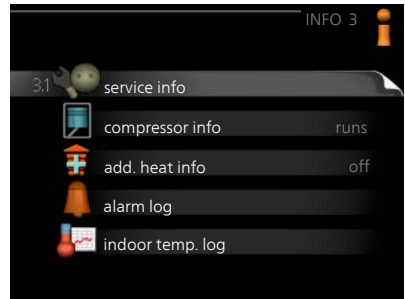 INFO 3
3.1 service info
compressor info runs
add. heat info off
alarm log
indoor temp. log